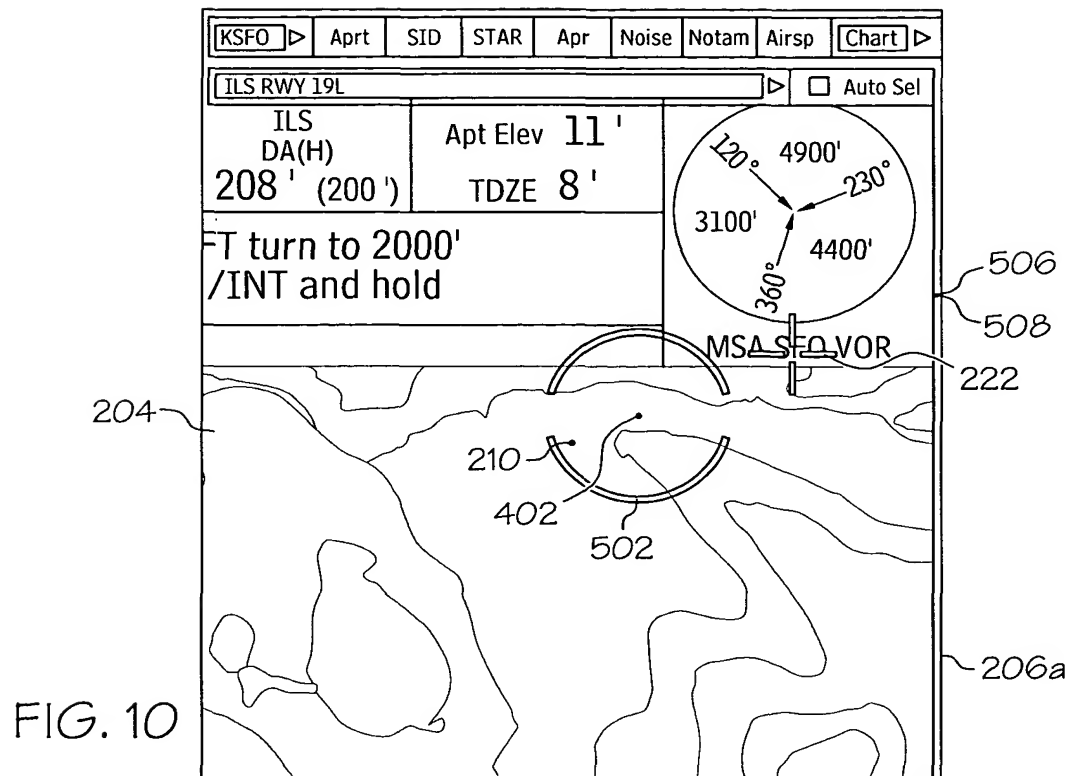 KSFO Aprt SID STAR Apr Noise Notam Airsp Chart
ILS RWY 19L Auto Sel
ILS
DA(H)
208' (200')
Apt Elev 11'
TDZE 8'
FT turn to 2000'
/INT and hold
120°
4900'
230°
3100'
4400'
360°
MSA SFO VOR
506
508
222
204
210
402
502
206a
FIG. 10